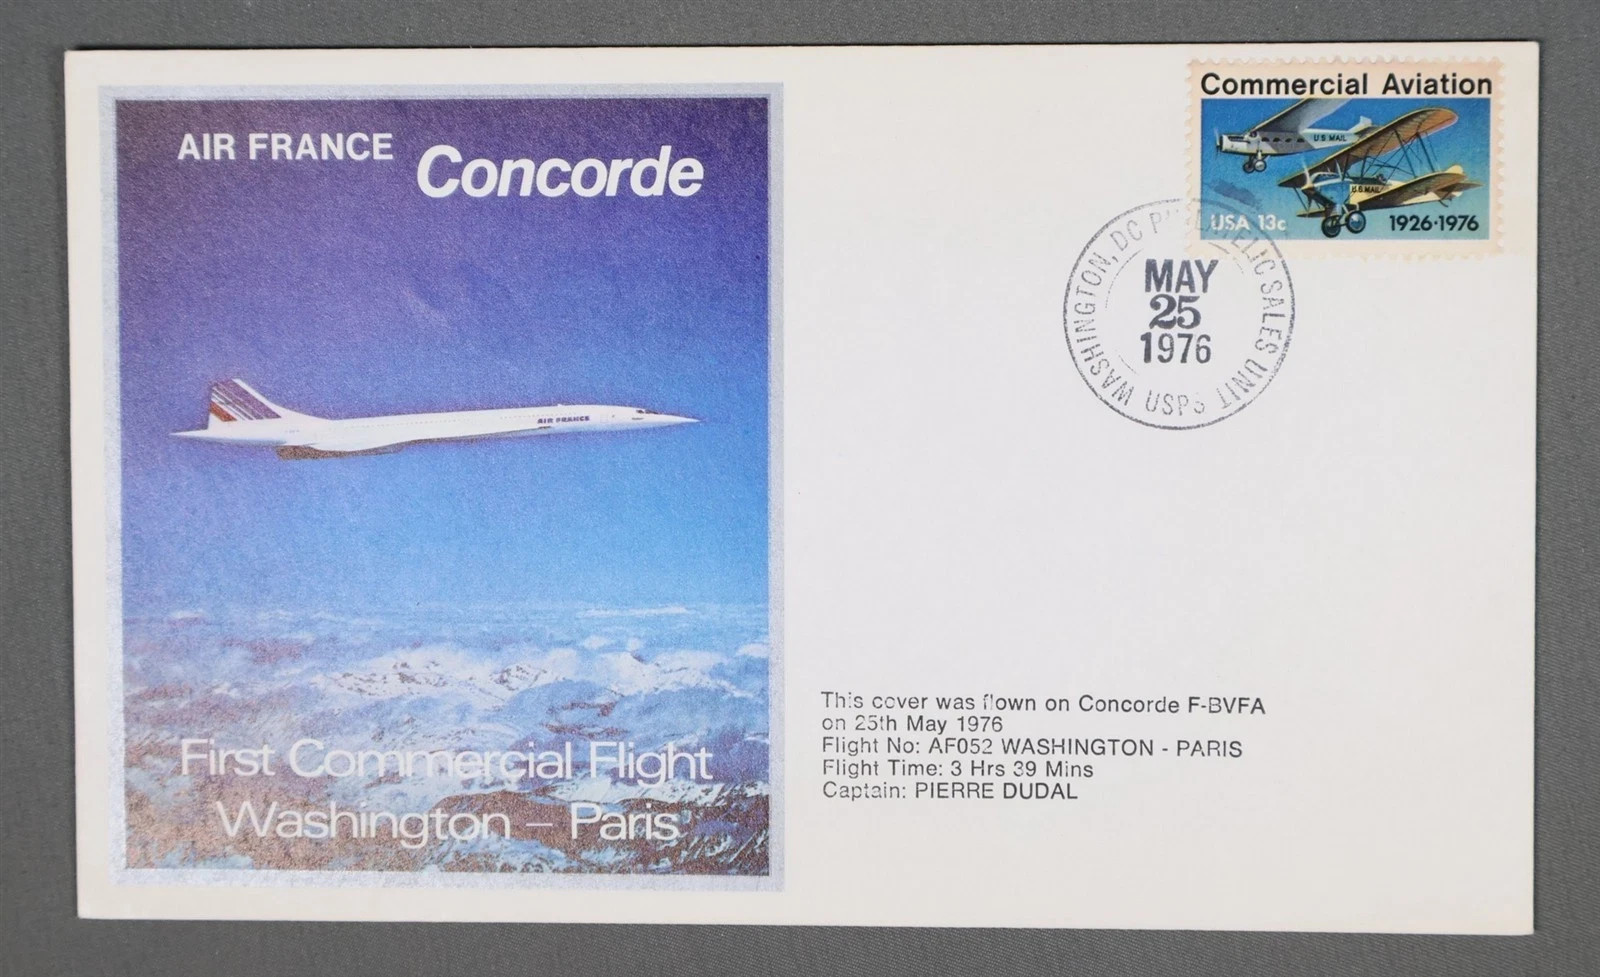 AIR FRANCE Concorde
AIR FRANCE
First Commercial Flight
Washington – Paris
Commercial Aviation
U.S. MAIL
U.S. MAIL
USA 13c 1926·1976
WASHINGTON, DC PHILATELIC SALES UNIT
MAY
25
1976
USPS
This cover was flown on Concorde F-BVFA
on 25th May 1976
Flight No: AF052 WASHINGTON - PARIS
Flight Time: 3 Hrs 39 Mins
Captain: PIERRE DUDAL